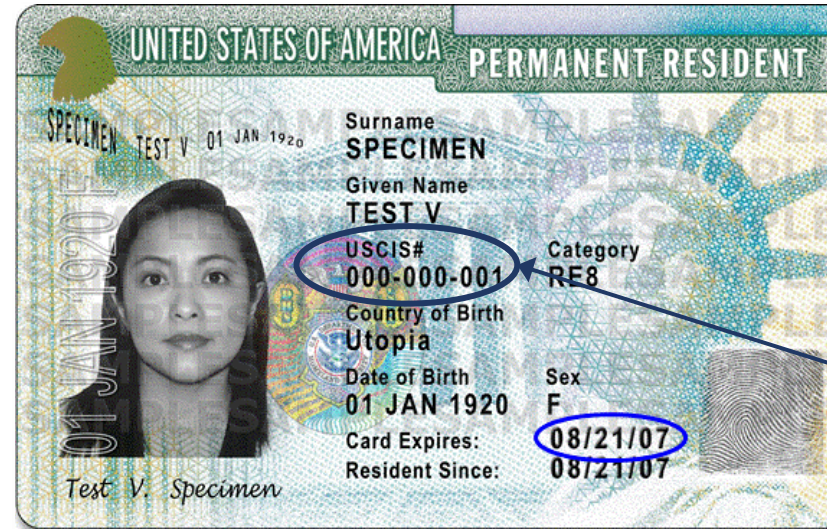 UNITED STATES OF AMERICA
PERMANENT RESIDENT
SPECIMEN TEST V 01 JAN 1920
Surname
SPECIMEN
Given Name
TEST V
USCIS# Category
000-000-001 RE8
Country of Birth
Utopia
Date of Birth Sex
01 JAN 1920 F
Card Expires: 08/21/07
Resident Since: 08/21/07
01 JAN 1920 F
Test V. Specimen